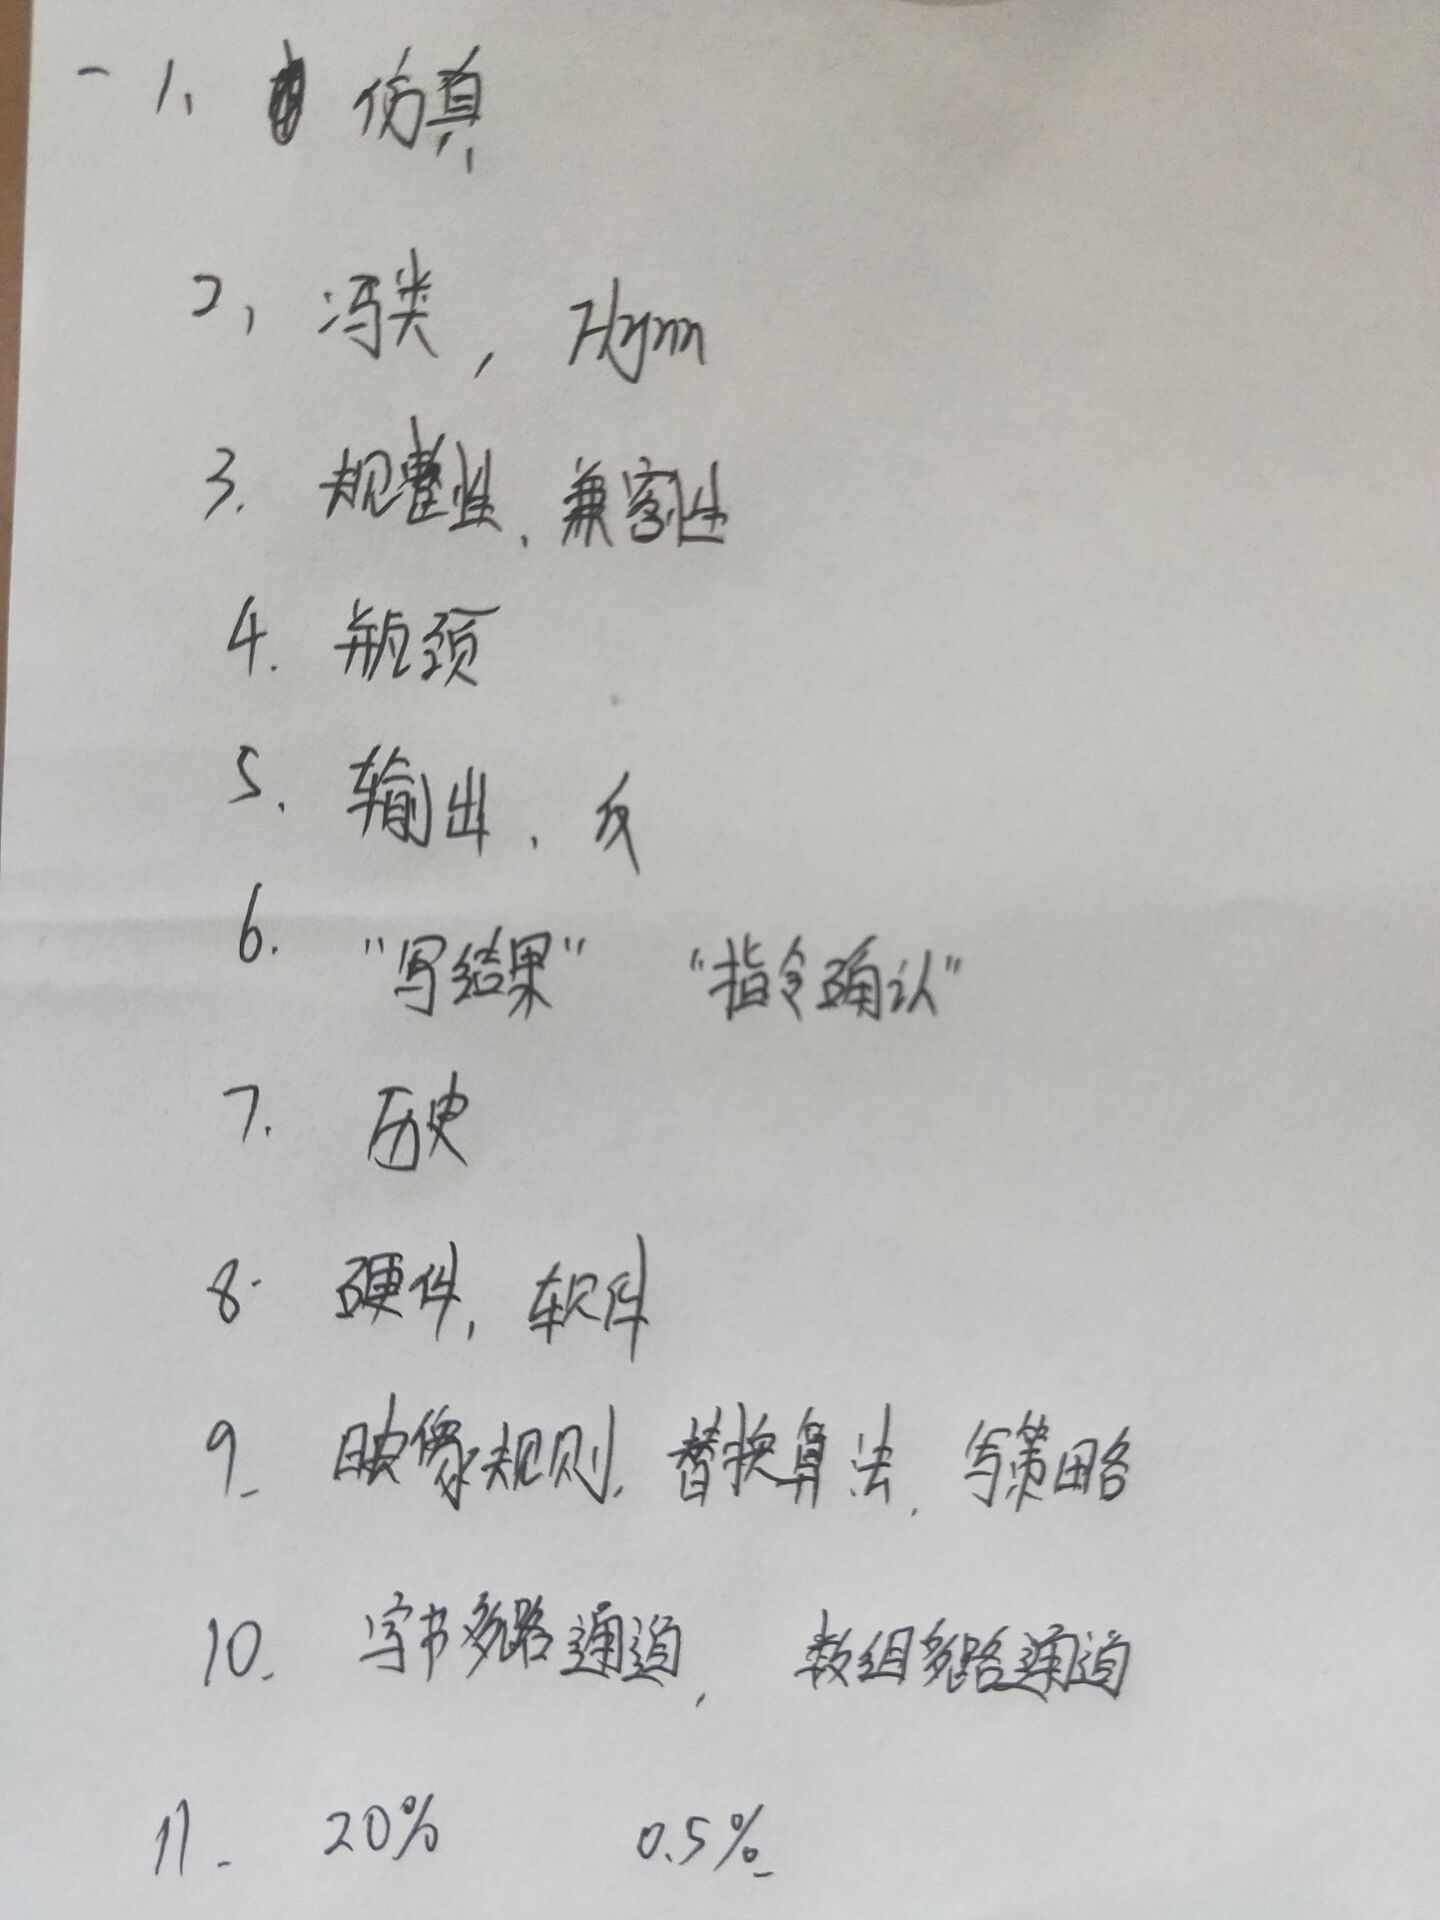 一 1、 仿真
2, 冯类, Flynn
3. 规整性、兼容性
4. 瓶颈
5. 输出、反
6. "写结果" "指令确认"
7. 历史
8. 硬件, 软件
9. 映像规则、替换算法、写策略
10. 字节多路通道, 数组多路通道
11. 20% 0.5%